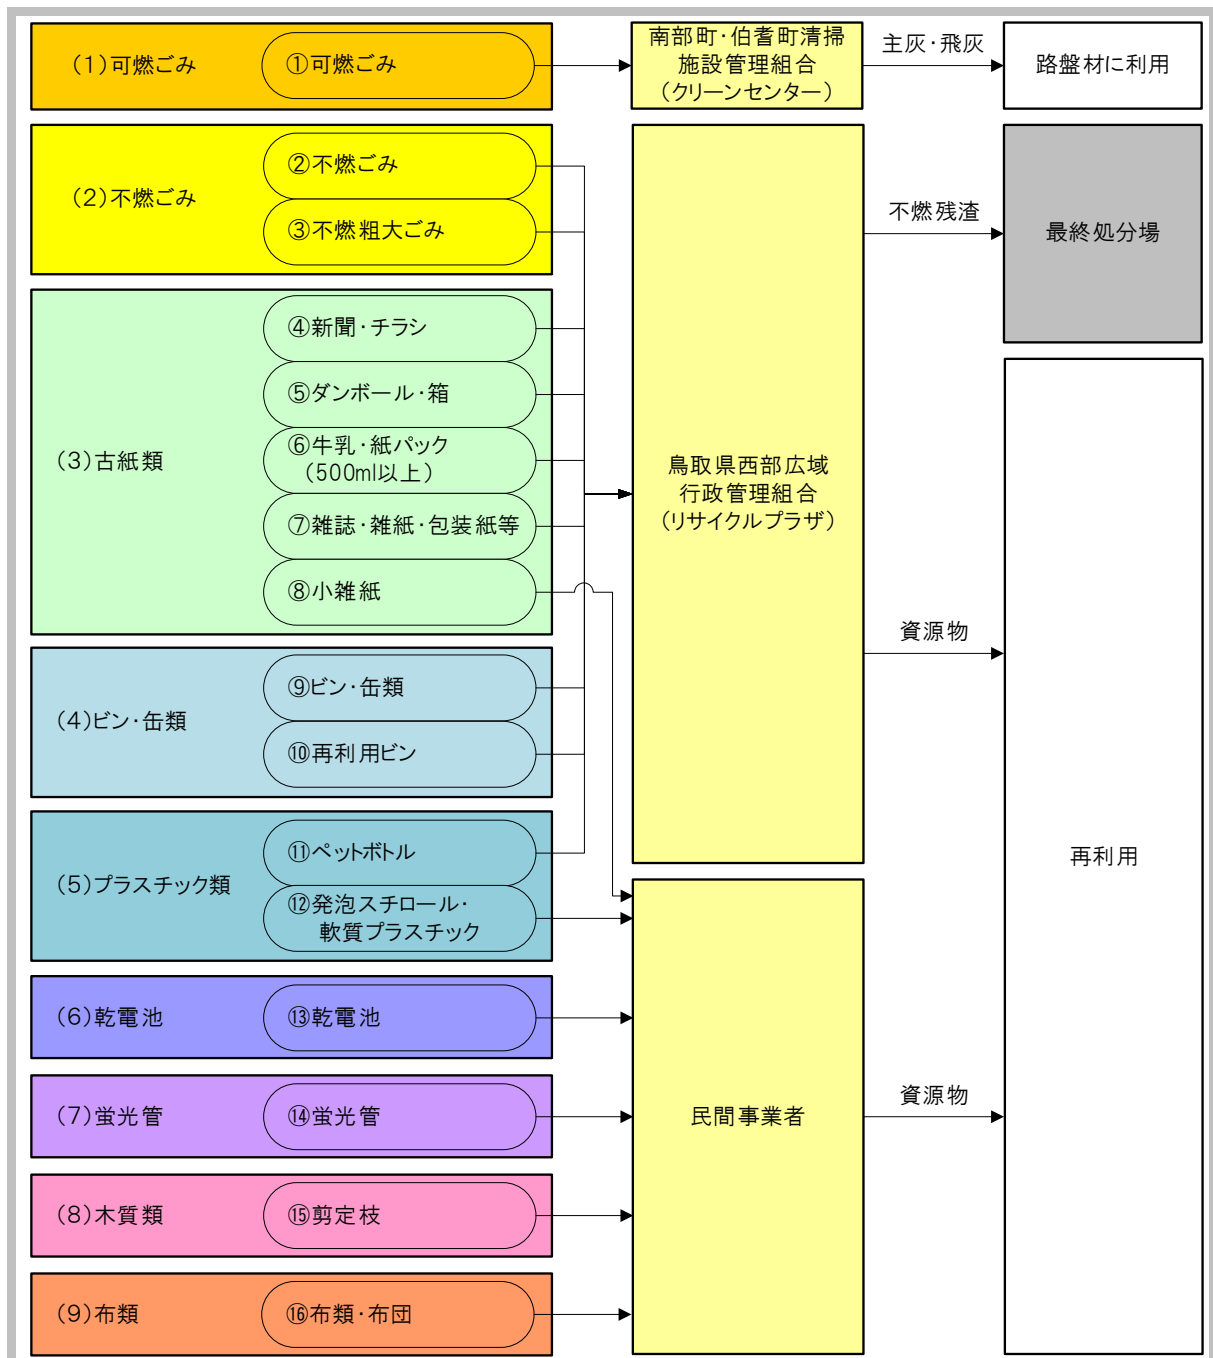 (1)可燃ごみ
①可燃ごみ
南部町・伯耆町清掃
施設管理組合
(クリーンセンター)
主灰・飛灰
路盤材に利用
(2)不燃ごみ
②不燃ごみ
③不燃粗大ごみ
不燃残渣
最終処分場
(3)古紙類
④新聞・チラシ
⑤ダンボール・箱
⑥牛乳・紙パック
(500ml以上)
⑦雑誌・雑紙・包装紙等
⑧小雑紙
鳥取県西部広域
行政管理組合
(リサイクルプラザ)
資源物
(4)ビン・缶類
⑨ビン・缶類
⑩再利用ビン
(5)プラスチック類
⑪ペットボトル
⑫発泡スチロール・
軟質プラスチック
再利用
(6)乾電池
⑬乾電池
(7)蛍光管
⑭蛍光管
民間事業者
資源物
(8)木質類
⑮剪定枝
(9)布類
⑯布類・布団